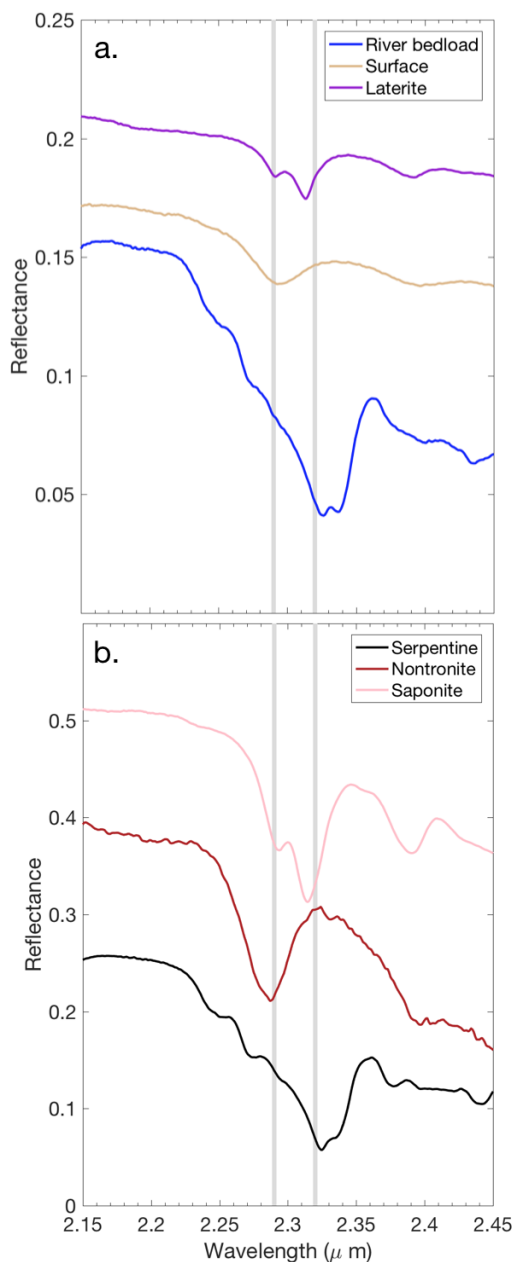 a.
River bedload
Surface
Laterite
0.25
0.2
0.15
0.1
0.05
Reflectance
b.
Serpentine
Nontronite
Saponite
0.5
0.4
0.3
0.2
0.1
0
Reflectance
2.15 2.2 2.25 2.3 2.35 2.4 2.45
Wavelength (μ m)